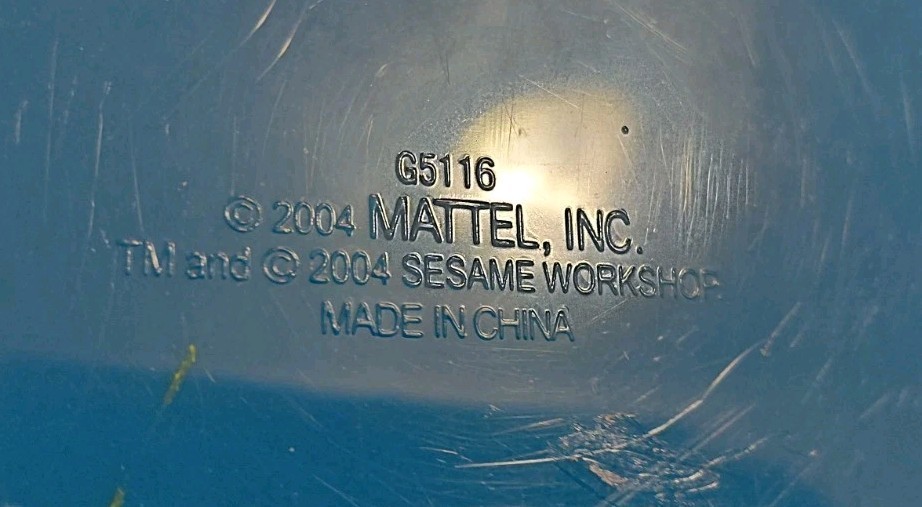 G5116
© 2004 MATTEL, INC.
TM and © 2004 SESAME WORKSHOP
MADE IN CHINA